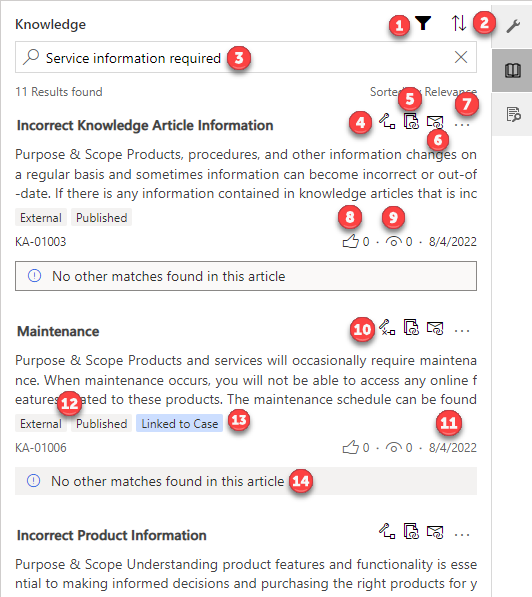 Knowledge
1
2
Service information required
3
11 Results found
Sorted by Relevance
5
7
Incorrect Knowledge Article Information
4
6
Purpose & Scope Products, procedures, and other information changes on
a regular basis and sometimes information can become incorrect or out-of
-date. If there is any information contained in knowledge articles that is inc
External Published
8
9
KA-01003
0 · 0 · 8/4/2022
No other matches found in this article
Maintenance
10
Purpose & Scope Products and services will occasionally require maintena
nce. When maintenance occurs, you will not be able to access any online f
eatures related to these products. The maintenance schedule can be found
12
External Published Linked to Case
13
11
KA-01006
0 · 0 · 8/4/2022
No other matches found in this article
14
Incorrect Product Information
Purpose & Scope Understanding product features and functionality is esse
ntial to making informed decisions and purchasing the right products for y